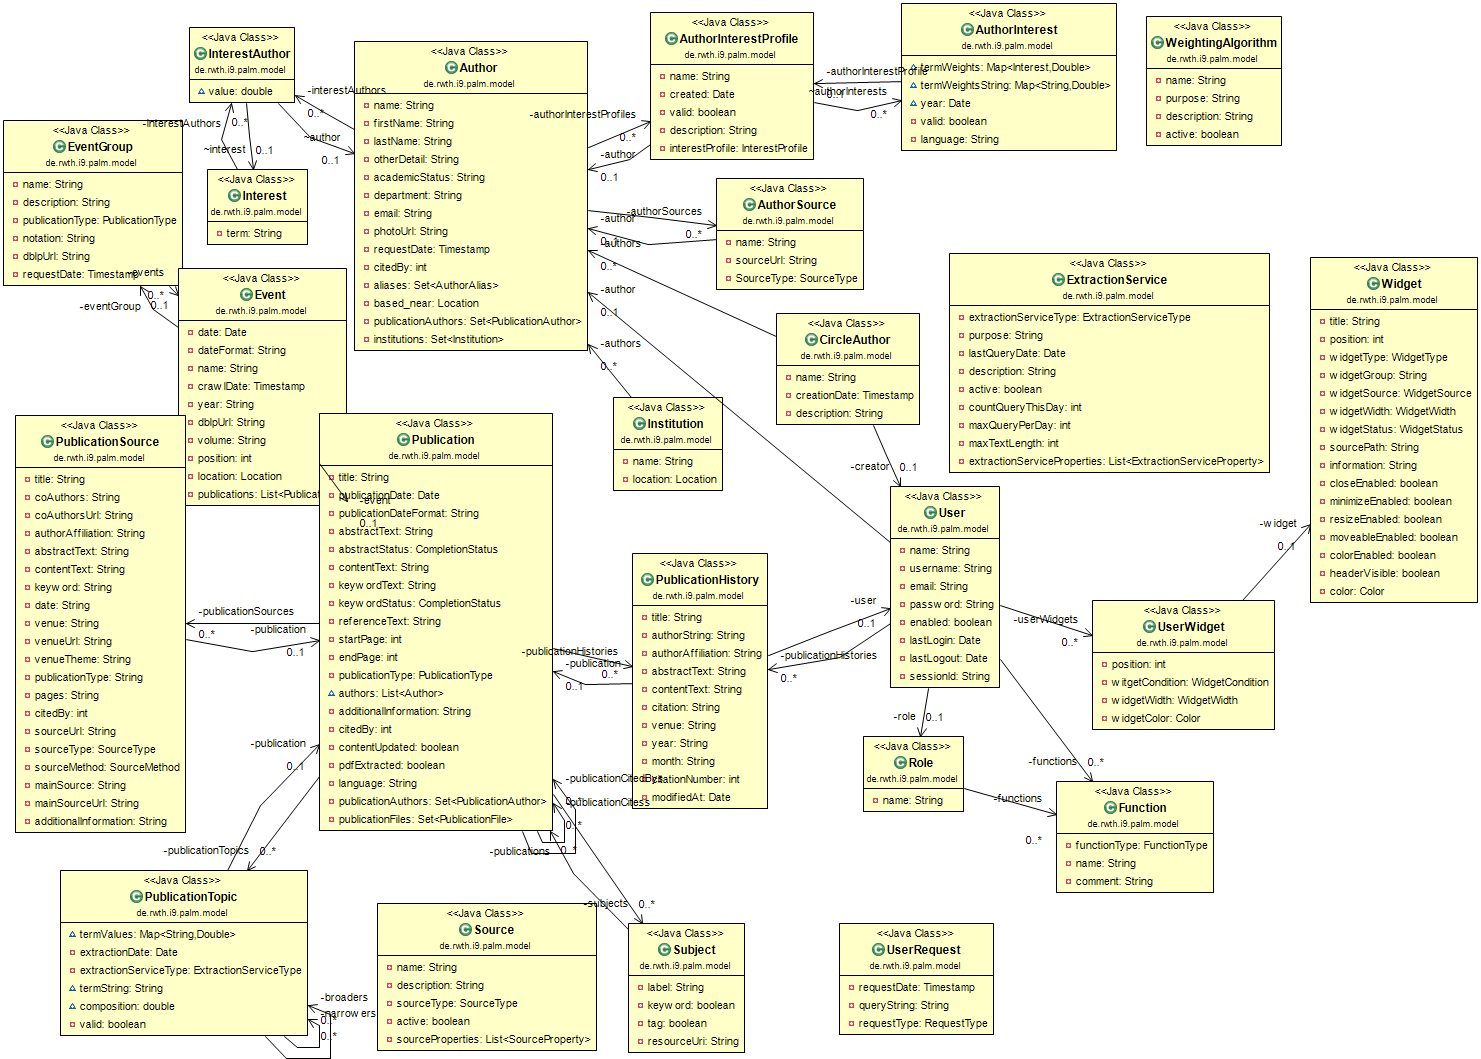 <<Java Class>>
InterestAuthor
de.rwth.i9.palm.model
value: double
<<Java Class>>
Author
de.rwth.i9.palm.model
name: String
firstName: String
lastName: String
otherDetail: String
academicStatus: String
department: String
email: String
photoUrl: String
requestDate: Timestamp
citedBy: int
aliases: Set<AuthorAlias>
based_near: Location
publicationAuthors: Set<PublicationAuthor>
institutions: Set<Institution>
<<Java Class>>
AuthorInterestProfile
de.rwth.i9.palm.model
name: String
created: Date
valid: boolean
description: String
interestProfile: InterestProfile
<<Java Class>>
AuthorInterest
de.rwth.i9.palm.model
termWeights: Map<Interest,Double>
termWeightsString: Map<String,Double>
year: Date
valid: boolean
language: String
<<Java Class>>
WeightingAlgorithm
de.rwth.i9.palm.model
name: String
purpose: String
description: String
active: boolean
-interestAuthors
0..*
~author
0..1
-interestAuthors
0..*
~interest
0..1
-authorInterestProfiles
0..*
-author
0..1
-authorInterestProfile
0..1
~authorInterests
0..*
<<Java Class>>
EventGroup
de.rwth.i9.palm.model
name: String
description: String
publicationType: PublicationType
notation: String
dblpUrl: String
requestDate: Timestamp
<<Java Class>>
Interest
de.rwth.i9.palm.model
term: String
<<Java Class>>
AuthorSource
de.rwth.i9.palm.model
name: String
sourceUrl: String
SourceType: SourceType
-authorSources
0..*
-author
0..1
-authors
0..*
-author
0..1
-authors
0..*
-events
0..*
-eventGroup
0..1
<<Java Class>>
Event
de.rwth.i9.palm.model
date: Date
dateFormat: String
name: String
crawlDate: Timestamp
year: String
dblpUrl: String
volume: String
position: int
location: Location
publications: List<Publicat
<<Java Class>>
CircleAuthor
de.rwth.i9.palm.model
name: String
creationDate: Timestamp
description: String
<<Java Class>>
ExtractionService
de.rwth.i9.palm.model
extractionServiceType: ExtractionServiceType
purpose: String
lastQueryDate: Date
description: String
active: boolean
countQueryThisDay: int
maxQueryPerDay: int
maxTextLength: int
extractionServiceProperties: List<ExtractionServiceProperty>
<<Java Class>>
Widget
de.rwth.i9.palm.model
title: String
position: int
widgetType: WidgetType
widgetGroup: String
widgetSource: WidgetSource
widgetWidth: WidgetWidth
widgetStatus: WidgetStatus
sourcePath: String
information: String
closeEnabled: boolean
minimizeEnabled: boolean
resizeEnabled: boolean
moveableEnabled: boolean
colorEnabled: boolean
headerVisible: boolean
color: Color
<<Java Class>>
Institution
de.rwth.i9.palm.model
name: String
location: Location
<<Java Class>>
PublicationSource
de.rwth.i9.palm.model
title: String
coAuthors: String
coAuthorsUrl: String
authorAffiliation: String
abstractText: String
contentText: String
keyword: String
date: String
venue: String
venueUrl: String
venueTheme: String
publicationType: String
pages: String
citedBy: int
sourceUrl: String
sourceType: SourceType
sourceMethod: SourceMethod
mainSource: String
mainSourceUrl: String
additionalInformation: String
<<Java Class>>
Publication
de.rwth.i9.palm.model
title: String
publicationDate: Date
publicationDateFormat: String
abstractText: String
abstractStatus: CompletionStatus
contentText: String
keywordText: String
keywordStatus: CompletionStatus
referenceText: String
startPage: int
endPage: int
publicationType: PublicationType
authors: List<Author>
additionalInformation: String
citedBy: int
contentUpdated: boolean
pdfExtracted: boolean
language: String
publicationAuthors: Set<PublicationAuthor>
publicationFiles: Set<PublicationFile>
-event
0..1
-creator
0..1
<<Java Class>>
User
de.rwth.i9.palm.model
name: String
username: String
email: String
password: String
enabled: boolean
lastLogin: Date
lastLogout: Date
sessionId: String
<<Java Class>>
PublicationHistory
de.rwth.i9.palm.model
title: String
authorString: String
authorAffiliation: String
abstractText: String
contentText: String
citation: String
venue: String
year: String
month: String
citationNumber: int
modifiedAt: Date
-widget
0..1
-publicationSources
0..*
-publication
0..1
-publicationHistories
0..*
-publication
0..1
-user
0..1
-publicationHistories
0..*
-userWidgets
0..*
<<Java Class>>
UserWidget
de.rwth.i9.palm.model
position: int
witgetCondition: WidgetCondition
widgetWidth: WidgetWidth
widgetColor: Color
-role
0..1
<<Java Class>>
Role
de.rwth.i9.palm.model
name: String
-functions
0..*
-functions
0..*
<<Java Class>>
Function
de.rwth.i9.palm.model
functionType: FunctionType
name: String
comment: String
-publication
0..1
-publicationTopics
0..*
-publicationCitedBys
0..*
-publicationCites
0..*
-publications
0..*
-subjects
0..*
<<Java Class>>
PublicationTopic
de.rwth.i9.palm.model
termValues: Map<String,Double>
extractionDate: Date
extractionServiceType: ExtractionServiceType
termString: String
composition: double
valid: boolean
-broaders
0..*
-narrowers
0..*
<<Java Class>>
Source
de.rwth.i9.palm.model
name: String
description: String
sourceType: SourceType
active: boolean
sourceProperties: List<SourceProperty>
<<Java Class>>
Subject
de.rwth.i9.palm.model
label: String
keyword: boolean
tag: boolean
resourceUri: String
<<Java Class>>
UserRequest
de.rwth.i9.palm.model
requestDate: Timestamp
queryString: String
requestType: RequestType